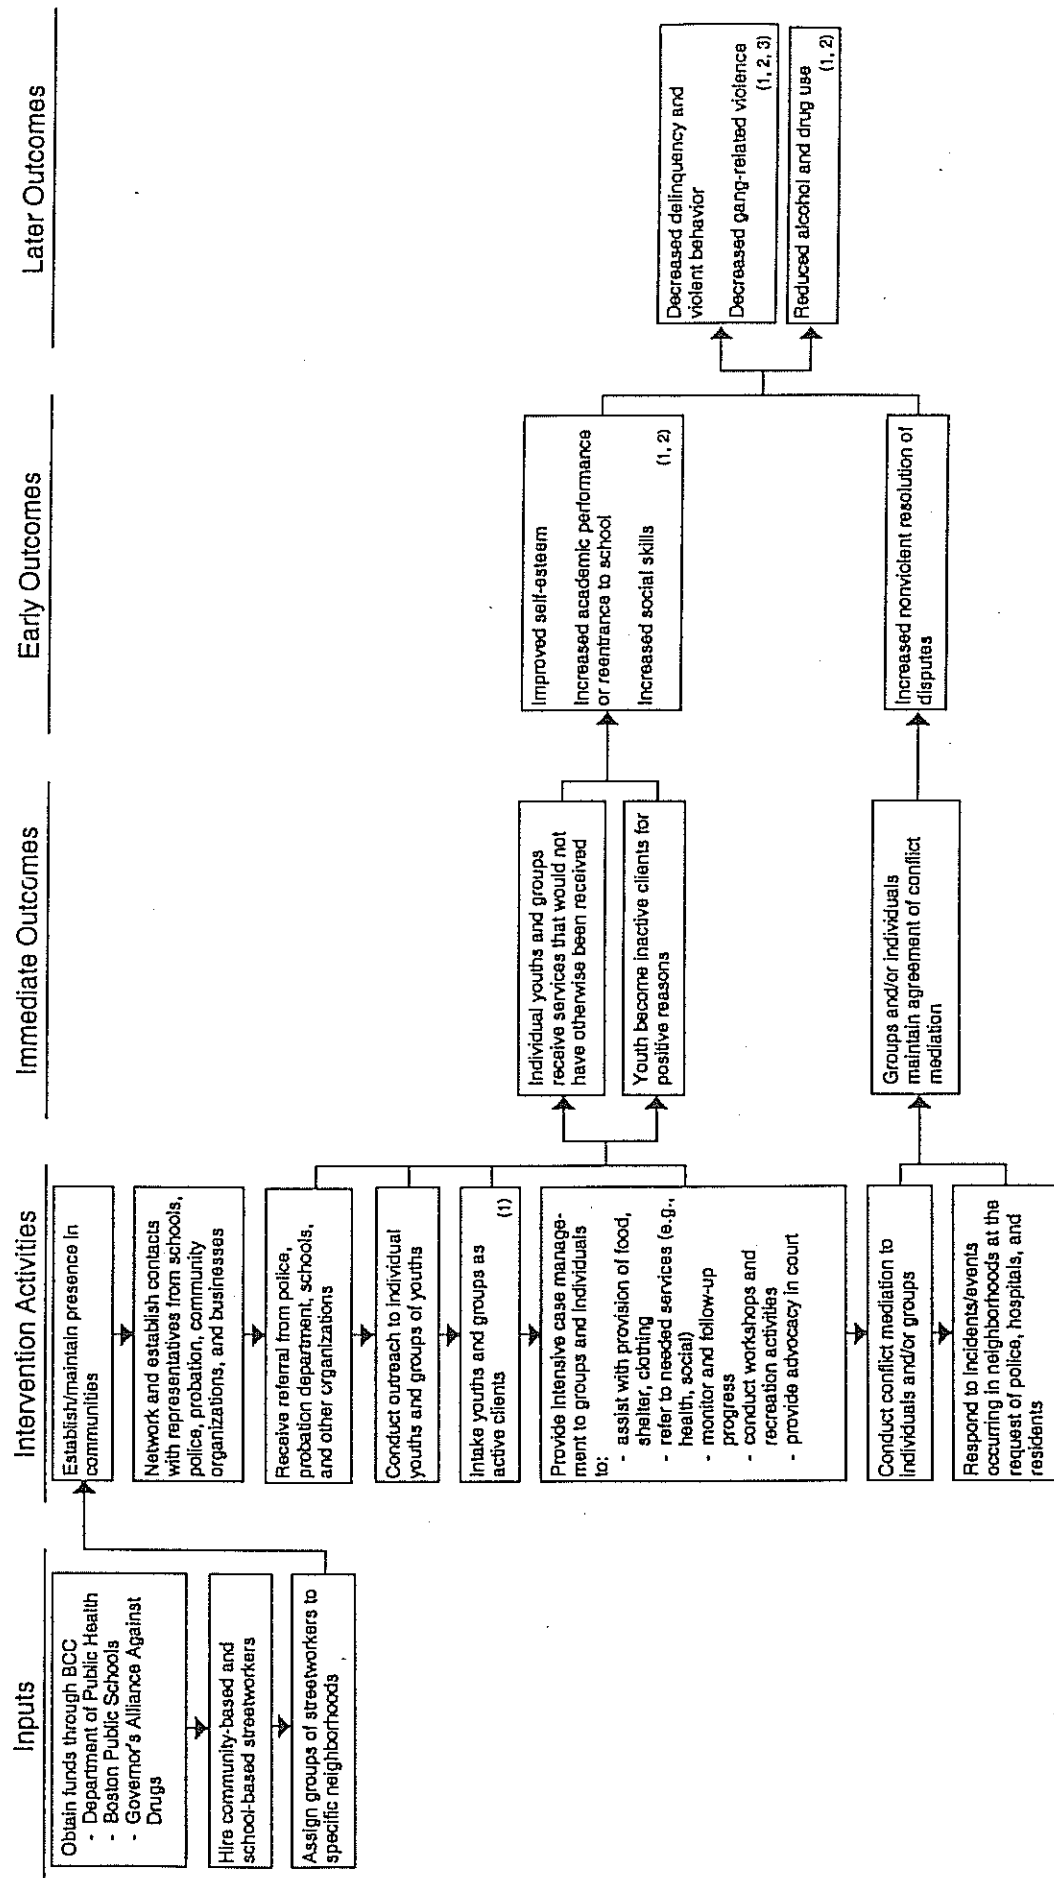 Inputs
Obtain funds through BCC
- Department of Public Health
- Boston Public Schools
- Governor's Alliance Against
Drugs
Hire community-based and
school-based streetworkers
Assign groups of streetworkers to
specific neighborhoods
Intervention Activities
Establish/maintain presence in
communities
Network and establish contacts
with representatives from schools,
police, probation, community
organizations, and businesses
Receive referral from police,
probation department, schools,
and other organizations
Conduct outreach to individual
youths and groups of youths
Intake youths and groups as
active clients
(1)
Provide intensive case manage-
ment to groups and individuals
to:
- assist with provision of food,
shelter, clothing
- refer to needed services (e.g.,
health, social)
- monitor and follow-up
progress
- conduct workshops and
recreation activities
- provide advocacy in court
Conduct conflict mediation to
individuals and/or groups
Respond to incidents/events
occurring in neighborhoods at the
request of police, hospitals, and
residents
Immediate Outcomes
Individual youths and groups
receive services that would not
have otherwise been received
Youth become inactive clients for
positive reasons
Groups and/or individuals
maintain agreement of conflict
mediation
Early Outcomes
Improved self-esteem
Increased academic performance
or reentrance to school
Increased social skills
(1, 2)
Increased nonviolent resolution of
disputes
Later Outcomes
Decreased delinquency and
violent behavior
Decreased gang-related violence
(1, 2, 3)
Reduced alcohol and drug use
(1, 2)